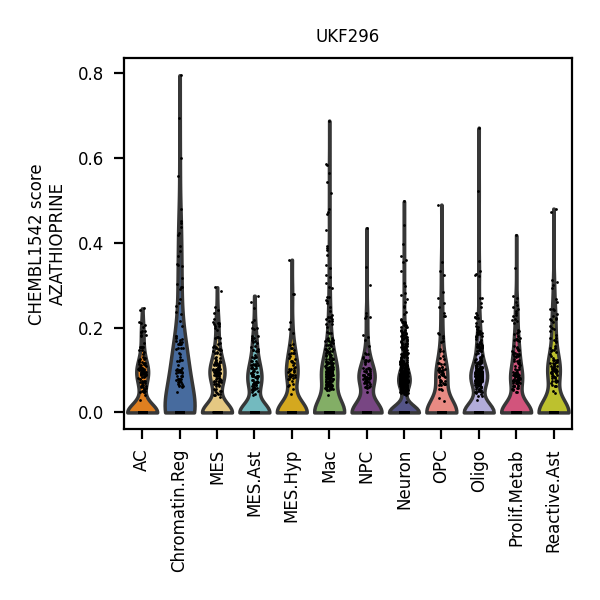 UKF296
CHEMBL1542 score
AZATHIOPRINE
0.8
0.6
0.4
0.2
0.0
AC
Chromatin.Reg
MES
MES.Ast
MES.Hyp
Mac
NPC
Neuron
OPC
Oligo
Prolif.Metab
Reactive.Ast